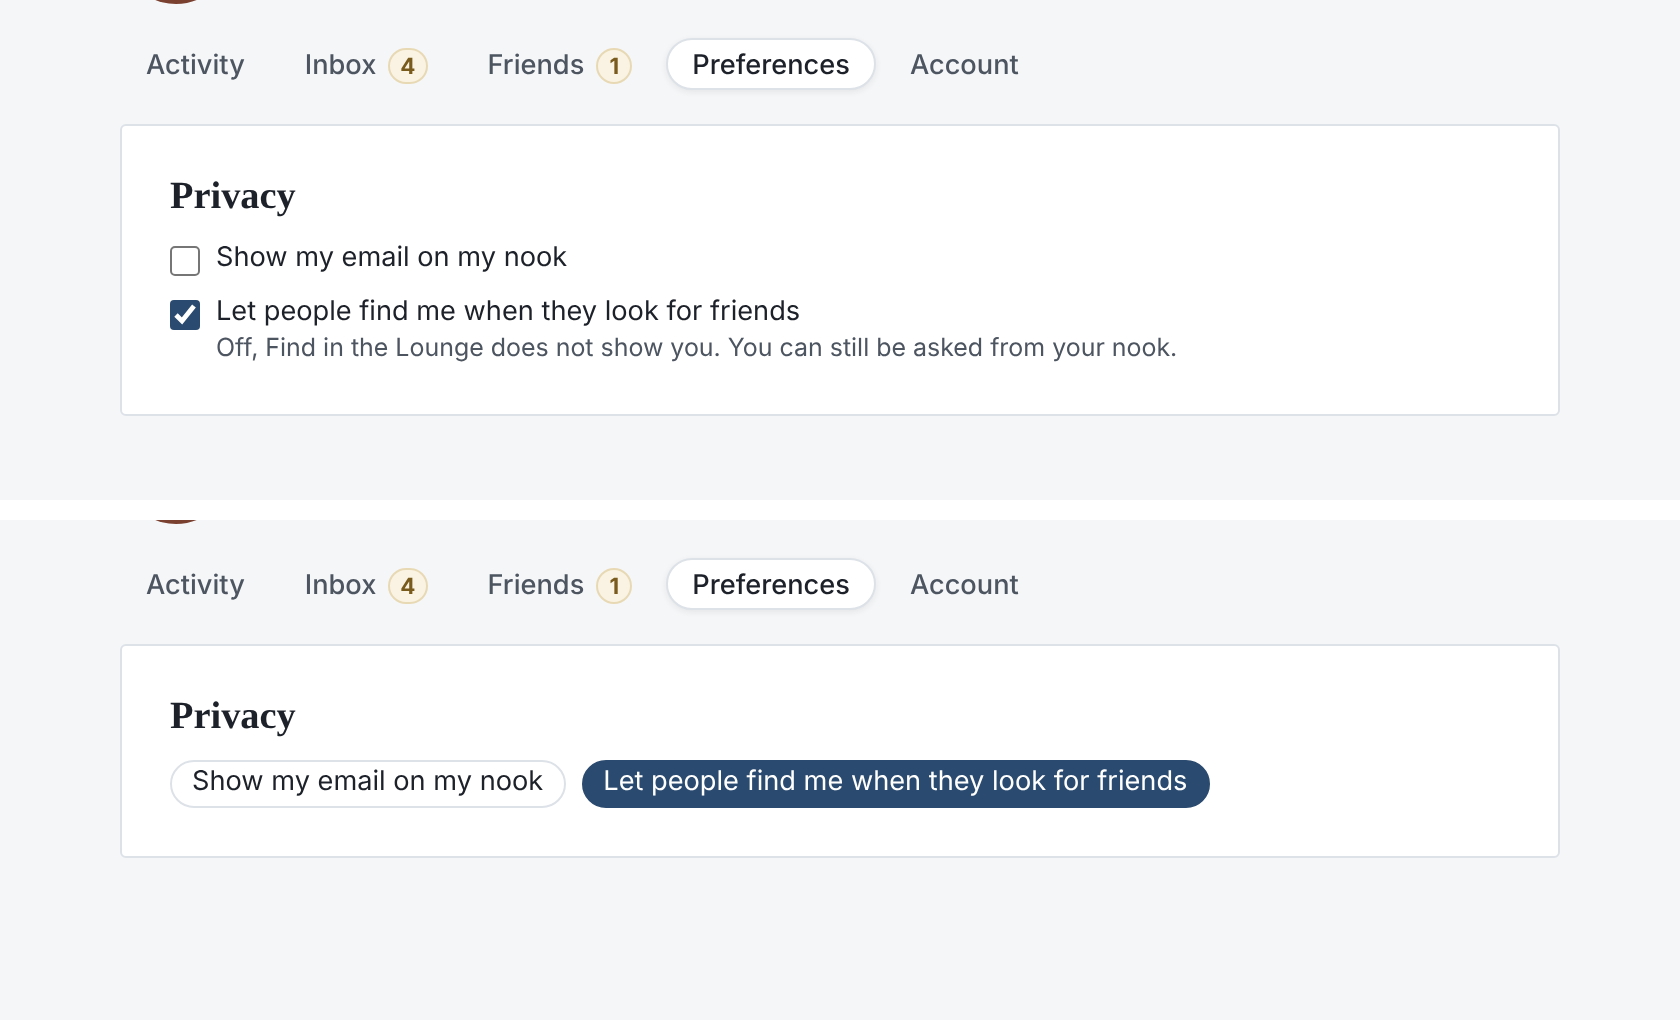 Activity Inbox 4 Friends 1 Preferences Account
Privacy
Show my email on my nook
Let people find me when they look for friends
Off, Find in the Lounge does not show you. You can still be asked from your nook.
Activity Inbox 4 Friends 1 Preferences Account
Privacy
Show my email on my nook Let people find me when they look for friends